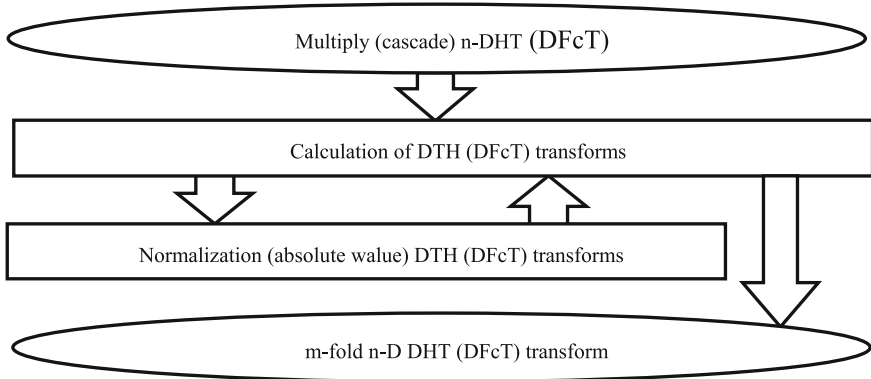 Multiply (cascade) n-DHT (DFcT)
Calculation of DTH (DFcT) transforms
Normalization (absolute walue) DTH (DFcT) transforms
m-fold n-D DHT (DFcT) transform